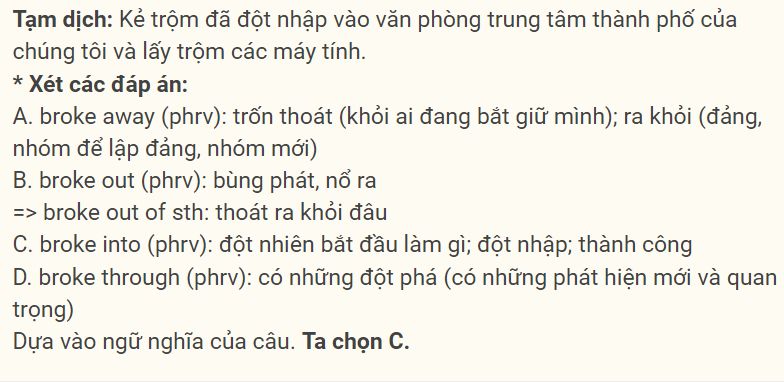 Tạm dịch: Kẻ trộm đã đột nhập vào văn phòng trung tâm thành phố của
chúng tôi và lấy trộm các máy tính.
* Xét các đáp án:
A. broke away (phrv): trốn thoát (khỏi ai đang bắt giữ mình); ra khỏi (đảng,
nhóm để lập đảng, nhóm mới)
B. broke out (phrv): bùng phát, nổ ra
=> broke out of sth: thoát ra khỏi đâu
C. broke into (phrv): đột nhiên bắt đầu làm gì; đột nhập; thành công
D. broke through (phrv): có những đột phá (có những phát hiện mới và quan
trọng)
Dựa vào ngữ nghĩa của câu. Ta chọn C.